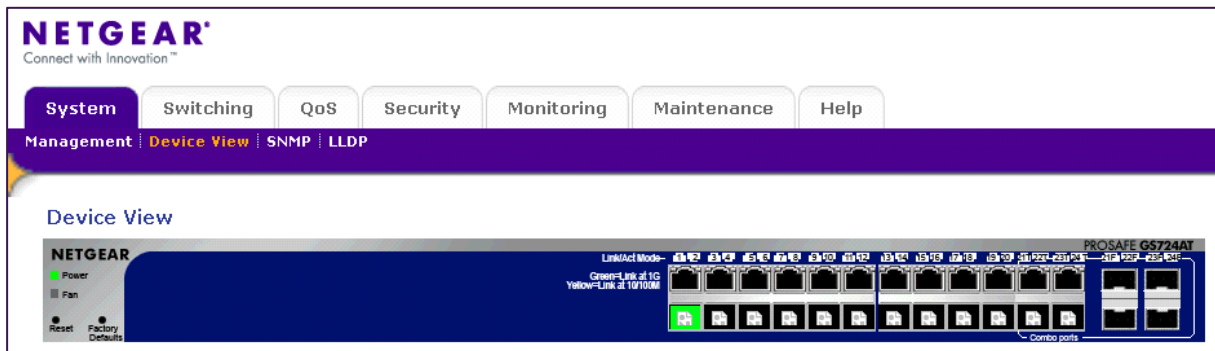 NETGEAR®
Connect with Innovation™
System Switching QoS Security Monitoring Maintenance Help
Management Device View SNMP LLDP
Device View
PROSAFE GS724AT
NETGEAR
Link/Act Mode
Power
Green=Link at 1G
Yellow=Link at 10/100M
Fan
Reset Factory Defaults
Combo ports